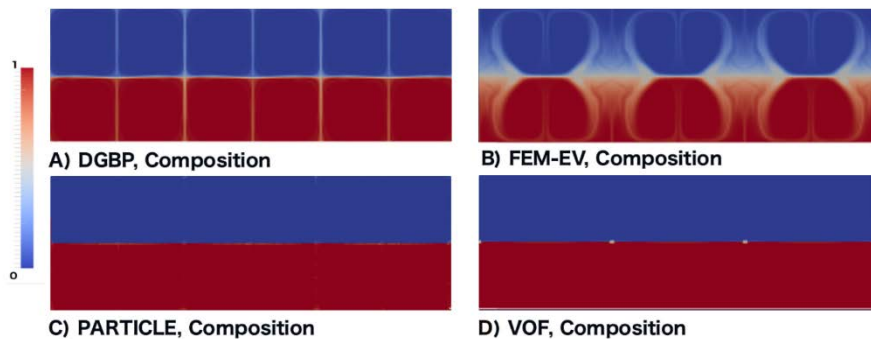 1
0
A) DGBP, Composition
B) FEM-EV, Composition
C) PARTICLE, Composition
D) VOF, Composition